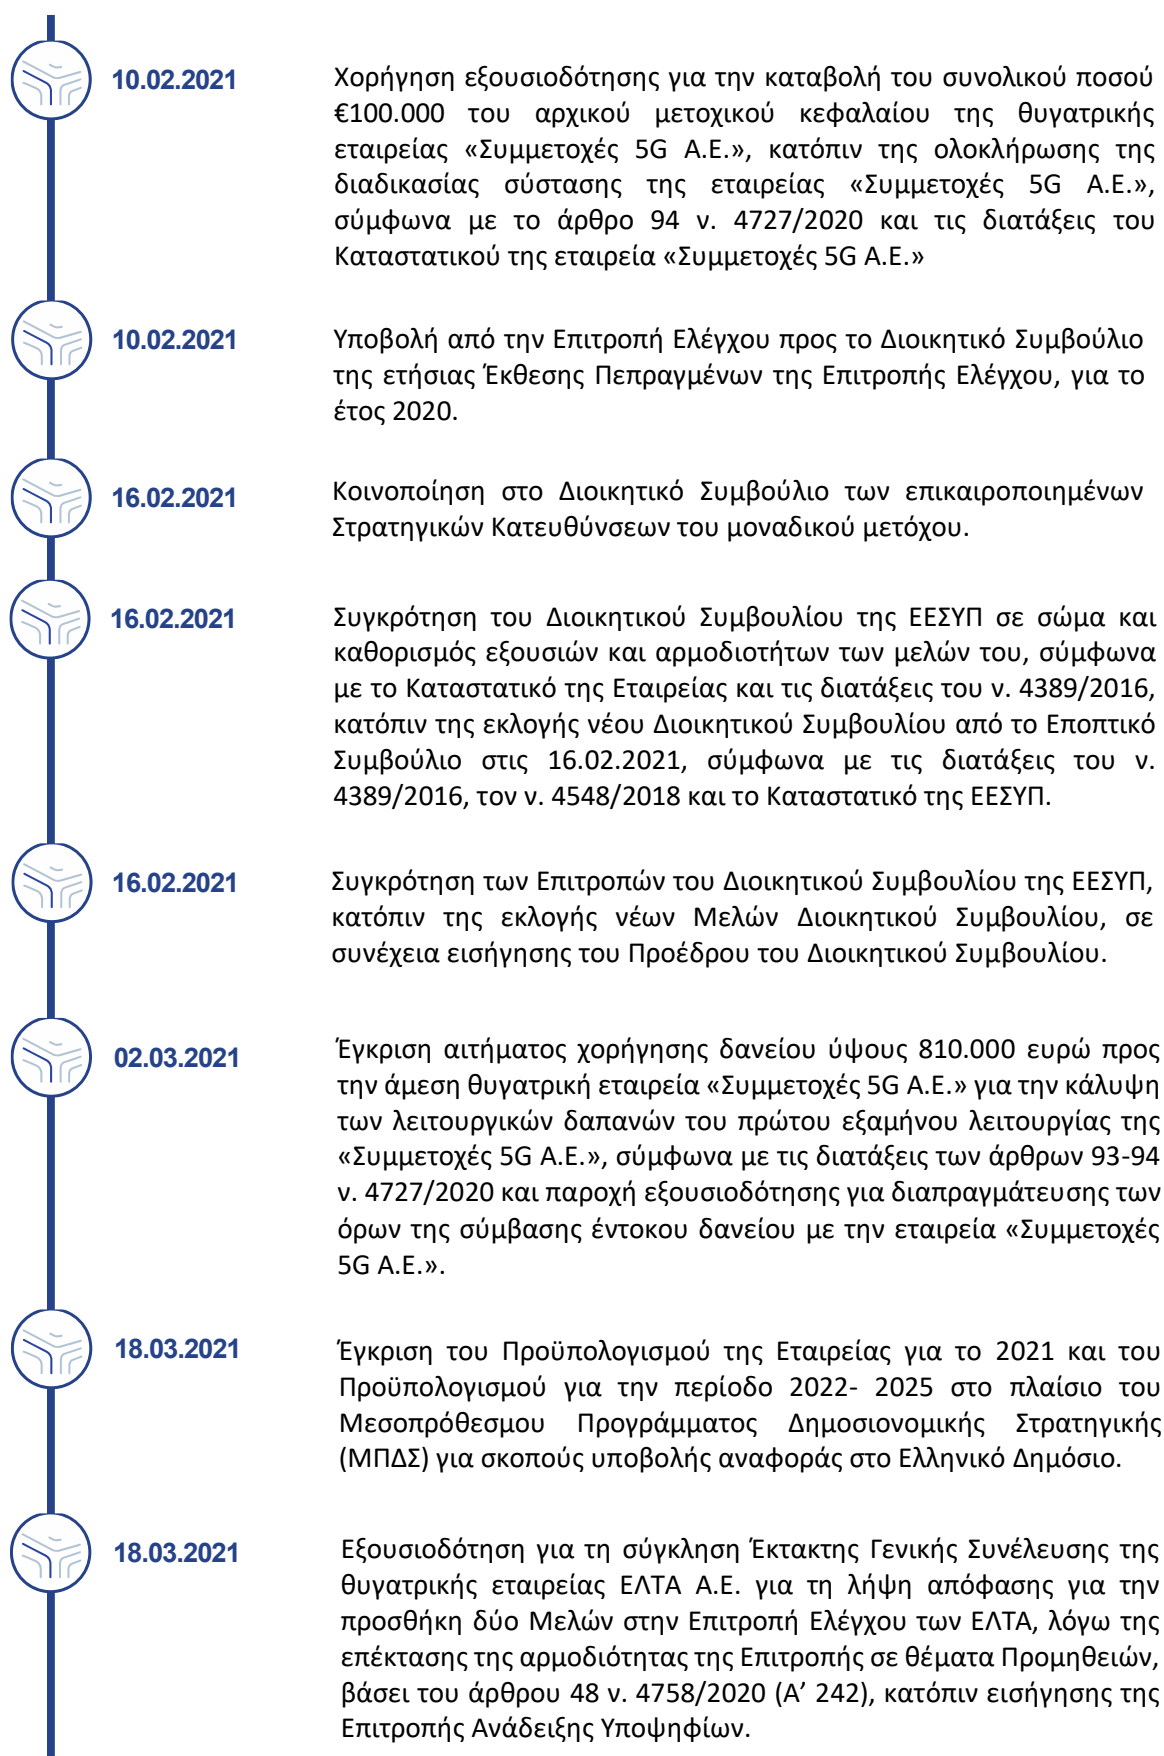 10.02.2021
Χορήγηση εξουσιοδότησης για την καταβολή του συνολικού ποσού
€100.000 του αρχικού μετοχικού κεφαλαίου της θυγατρικής
εταιρείας «Συμμετοχές 5G Α.Ε.», κατόπιν της ολοκλήρωσης της
διαδικασίας σύστασης της εταιρείας «Συμμετοχές 5G Α.Ε.»,
σύμφωνα με το άρθρο 94 ν. 4727/2020 και τις διατάξεις του
Καταστατικού της εταιρεία «Συμμετοχές 5G Α.Ε.»
10.02.2021
Υποβολή από την Επιτροπή Ελέγχου προς το Διοικητικό Συμβούλιο
της ετήσιας Έκθεσης Πεπραγμένων της Επιτροπής Ελέγχου, για το
έτος 2020.
16.02.2021
Κοινοποίηση στο Διοικητικό Συμβούλιο των επικαιροποιημένων
Στρατηγικών Κατευθύνσεων του μοναδικού μετόχου.
16.02.2021
Συγκρότηση του Διοικητικού Συμβουλίου της ΕΕΣΥΠ σε σώμα και
καθορισμός εξουσιών και αρμοδιοτήτων των μελών του, σύμφωνα
με το Καταστατικό της Εταιρείας και τις διατάξεις του ν. 4389/2016,
κατόπιν της εκλογής νέου Διοικητικού Συμβουλίου από το Εποπτικό
Συμβούλιο στις 16.02.2021, σύμφωνα με τις διατάξεις του ν.
4389/2016, τον ν. 4548/2018 και το Καταστατικό της ΕΕΣΥΠ.
16.02.2021
Συγκρότηση των Επιτροπών του Διοικητικού Συμβουλίου της ΕΕΣΥΠ,
κατόπιν της εκλογής νέων Μελών Διοικητικού Συμβουλίου, σε
συνέχεια εισήγησης του Προέδρου του Διοικητικού Συμβουλίου.
02.03.2021
Έγκριση αιτήματος χορήγησης δανείου ύψους 810.000 ευρώ προς
την άμεση θυγατρική εταιρεία «Συμμετοχές 5G Α.Ε.» για την κάλυψη
των λειτουργικών δαπανών του πρώτου εξαμήνου λειτουργίας της
«Συμμετοχές 5G Α.Ε.», σύμφωνα με τις διατάξεις των άρθρων 93-94
ν. 4727/2020 και παροχή εξουσιοδότησης για διαπραγμάτευσης των
όρων της σύμβασης έντοκου δανείου με την εταιρεία «Συμμετοχές
5G Α.Ε.».
18.03.2021
Έγκριση του Προϋπολογισμού της Εταιρείας για το 2021 και του
Προϋπολογισμού για την περίοδο 2022- 2025 στο πλαίσιο του
Μεσοπρόθεσμου Προγράμματος Δημοσιονομικής Στρατηγικής
(ΜΠΔΣ) για σκοπούς υποβολής αναφοράς στο Ελληνικό Δημόσιο.
18.03.2021
Εξουσιοδότηση για τη σύγκληση Έκτακτης Γενικής Συνέλευσης της
θυγατρικής εταιρείας ΕΛΤΑ Α.Ε. για τη λήψη απόφασης για την
προσθήκη δύο Μελών στην Επιτροπή Ελέγχου των ΕΛΤΑ, λόγω της
επέκτασης της αρμοδιότητας της Επιτροπής σε θέματα Προμηθειών,
βάσει του άρθρου 48 ν. 4758/2020 (Α’ 242), κατόπιν εισήγησης της
Επιτροπής Ανάδειξης Υποψηφίων.